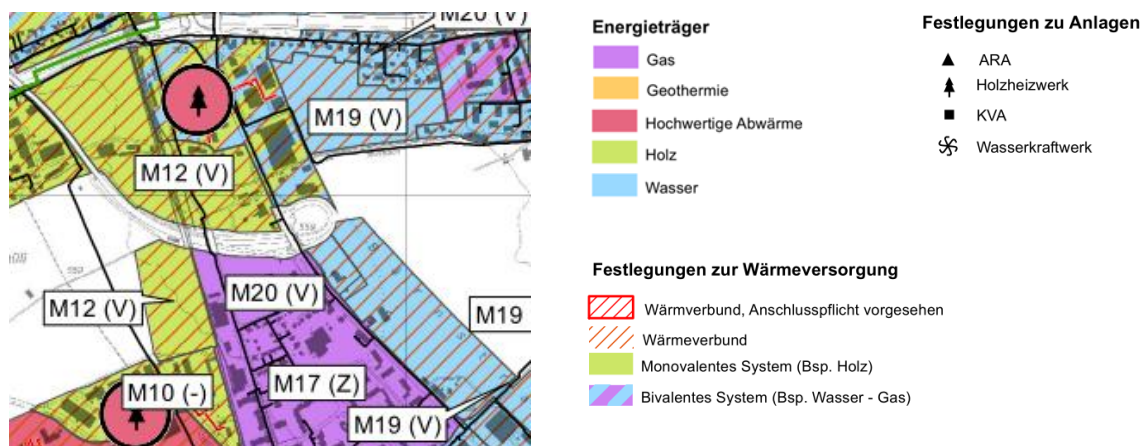 M20 (V)
M19 (V)
M12 (V)
559
M20 (V)
M12 (V)
M19
M17 (Z)
M10 (-)
M19 (V)
Energieträger
Gas
Geothermie
Hochwertige Abwärme
Holz
Wasser
Festlegungen zu Anlagen
ARA
Holzheizwerk
KVA
Wasserkraftwerk
Festlegungen zur Wärmeversorgung
Wärmverbund, Anschlusspflicht vorgesehen
Wärmeverbund
Monovalentes System (Bsp. Holz)
Bivalentes System (Bsp. Wasser - Gas)